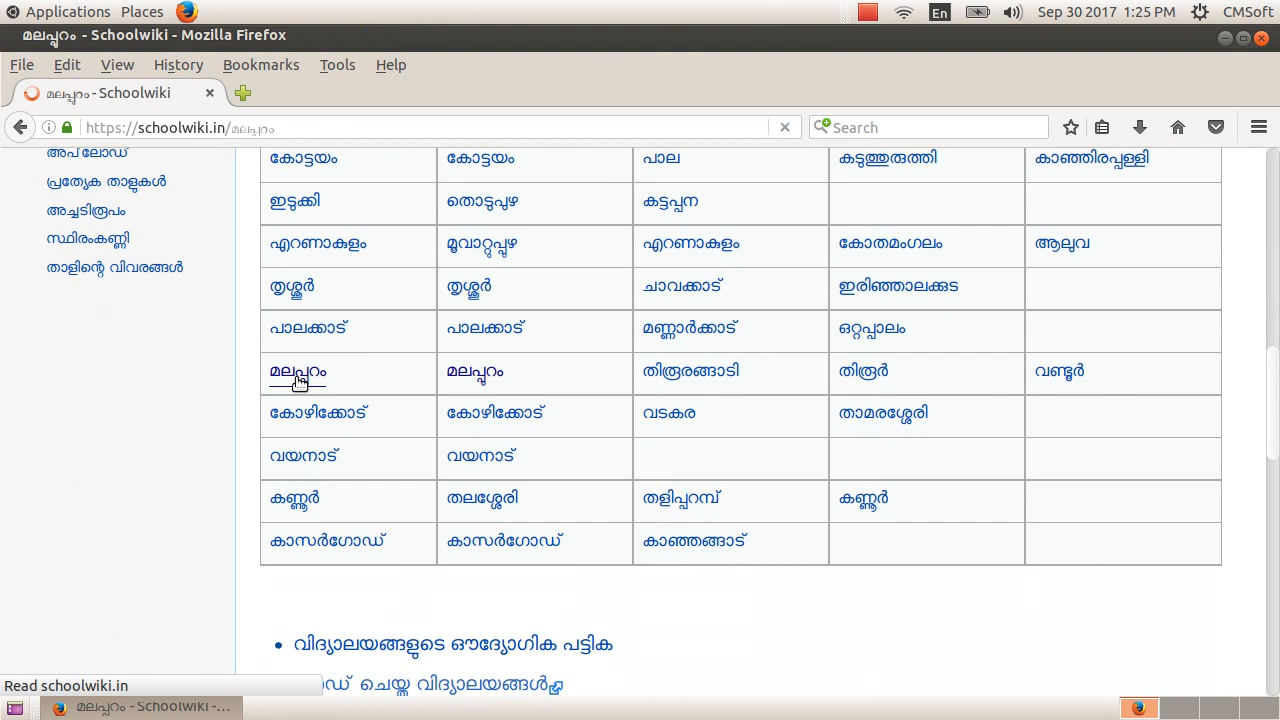 Applications Places En Sep 30 2017 1:25 PM CMSoft
മലപ്പുറം - Schoolwiki - Mozilla Firefox
File Edit View History Bookmarks Tools Help
മലപ്പുറം - Schoolwiki
https://schoolwiki.in/മലപ്പുറം Search
അപ്‌ലോഡ്
പ്രത്യേക താളുകൾ
അച്ചടിരൂപം
സ്ഥിരംകണ്ണി
താളിന്റെ വിവരങ്ങൾ
കോട്ടയം കോട്ടയം പാല കടുത്തുരുത്തി കാഞ്ഞിരപ്പള്ളി
ഇടുക്കി തൊടുപുഴ കട്ടപ്പന
എറണാകുളം മൂവാറ്റുപ്പുഴ എറണാകുളം കോതമംഗലം ആലുവ
തൃശ്ശൂർ തൃശ്ശൂർ ചാവക്കാട് ഇരിഞ്ഞാലക്കുട
പാലക്കാട് പാലക്കാട് മണ്ണാർക്കാട് ഒറ്റപ്പാലം
മലപ്പുറം മലപ്പുറം തിരൂരങ്ങാടി തിരൂർ വണ്ടൂർ
കോഴിക്കോട് കോഴിക്കോട് വടകര താമരശ്ശേരി
വയനാട് വയനാട്
കണ്ണൂർ തലശ്ശേരി തളിപ്പറമ്പ് കണ്ണൂർ
കാസർഗോഡ് കാസർഗോഡ് കാഞ്ഞങ്ങാട്
• വിദ്യാലയങ്ങളുടെ ഔദ്യോഗിക പട്ടിക
ചെയ്ത വിദ്യാലയങ്ങൾ
Read schoolwiki.in
മലപ്പുറം - Schoolwiki -...